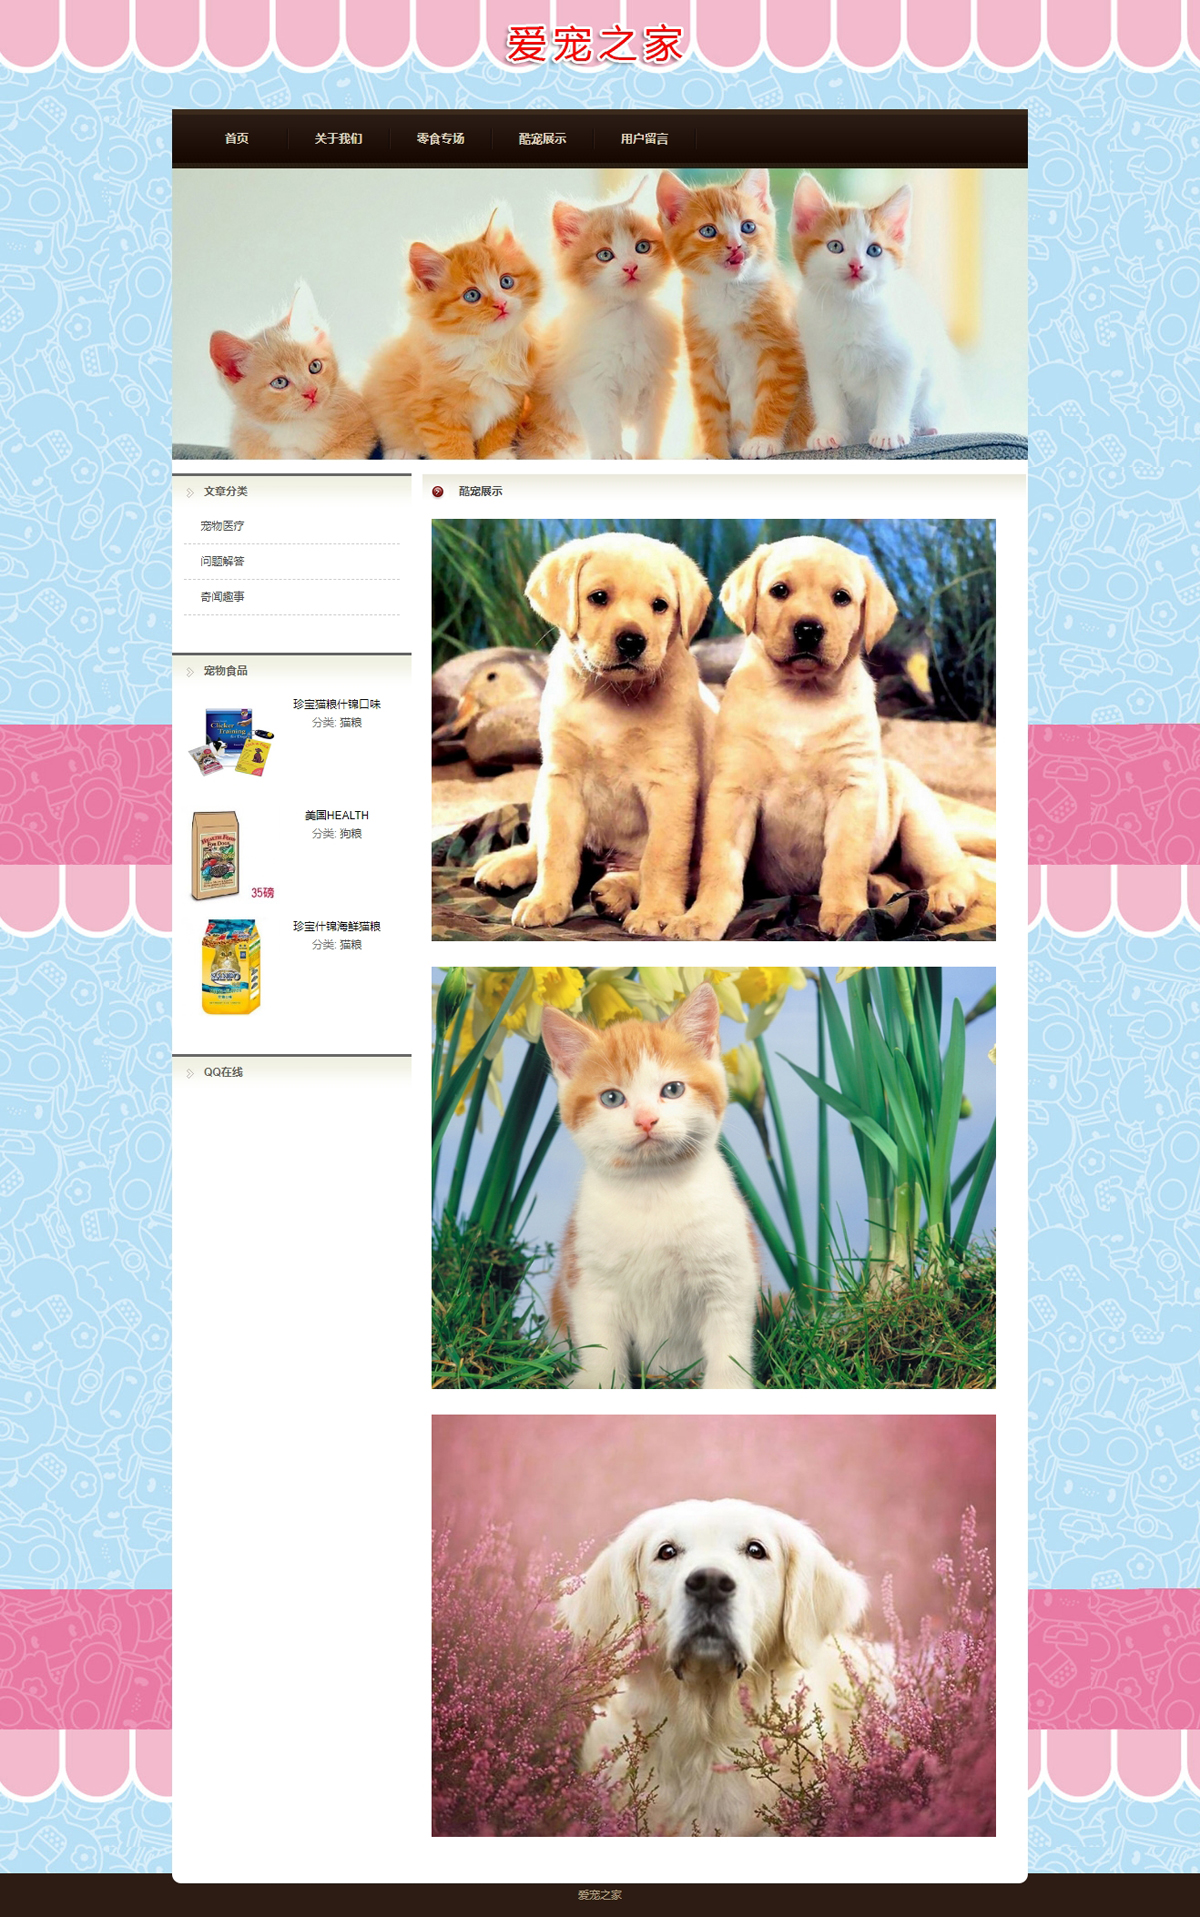 爱宠之家
首页 关于我们 零食专场 酷宠展示 用户留言
文章分类
宠物医疗
问题解答
奇闻趣事
宠物食品
珍宝猫粮什锦口味
分类: 猫粮
Clicker
Training
美国HEALTH
分类: 狗粮
HEALTH FOOD
FOR DOGS
35磅
珍宝什锦海鲜猫粮
分类: 猫粮
QQ在线
酷宠展示
爱宠之家